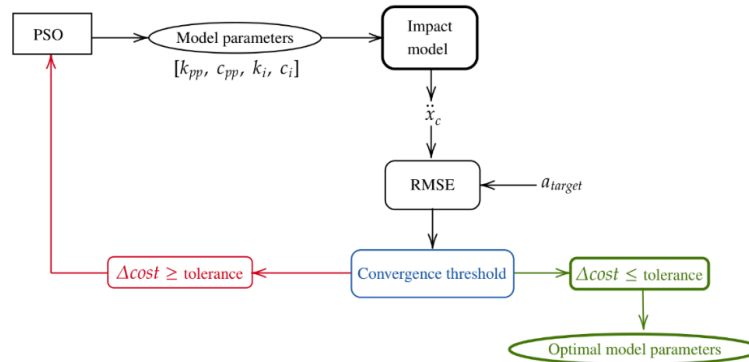 PSO
Model parameters
[k_pp, c_pp, k_i, c_i]
Impact
model
ẍ_c
RMSE
a_target
Δcost ≥ tolerance
Convergence threshold
Δcost ≤ tolerance
Optimal model parameters